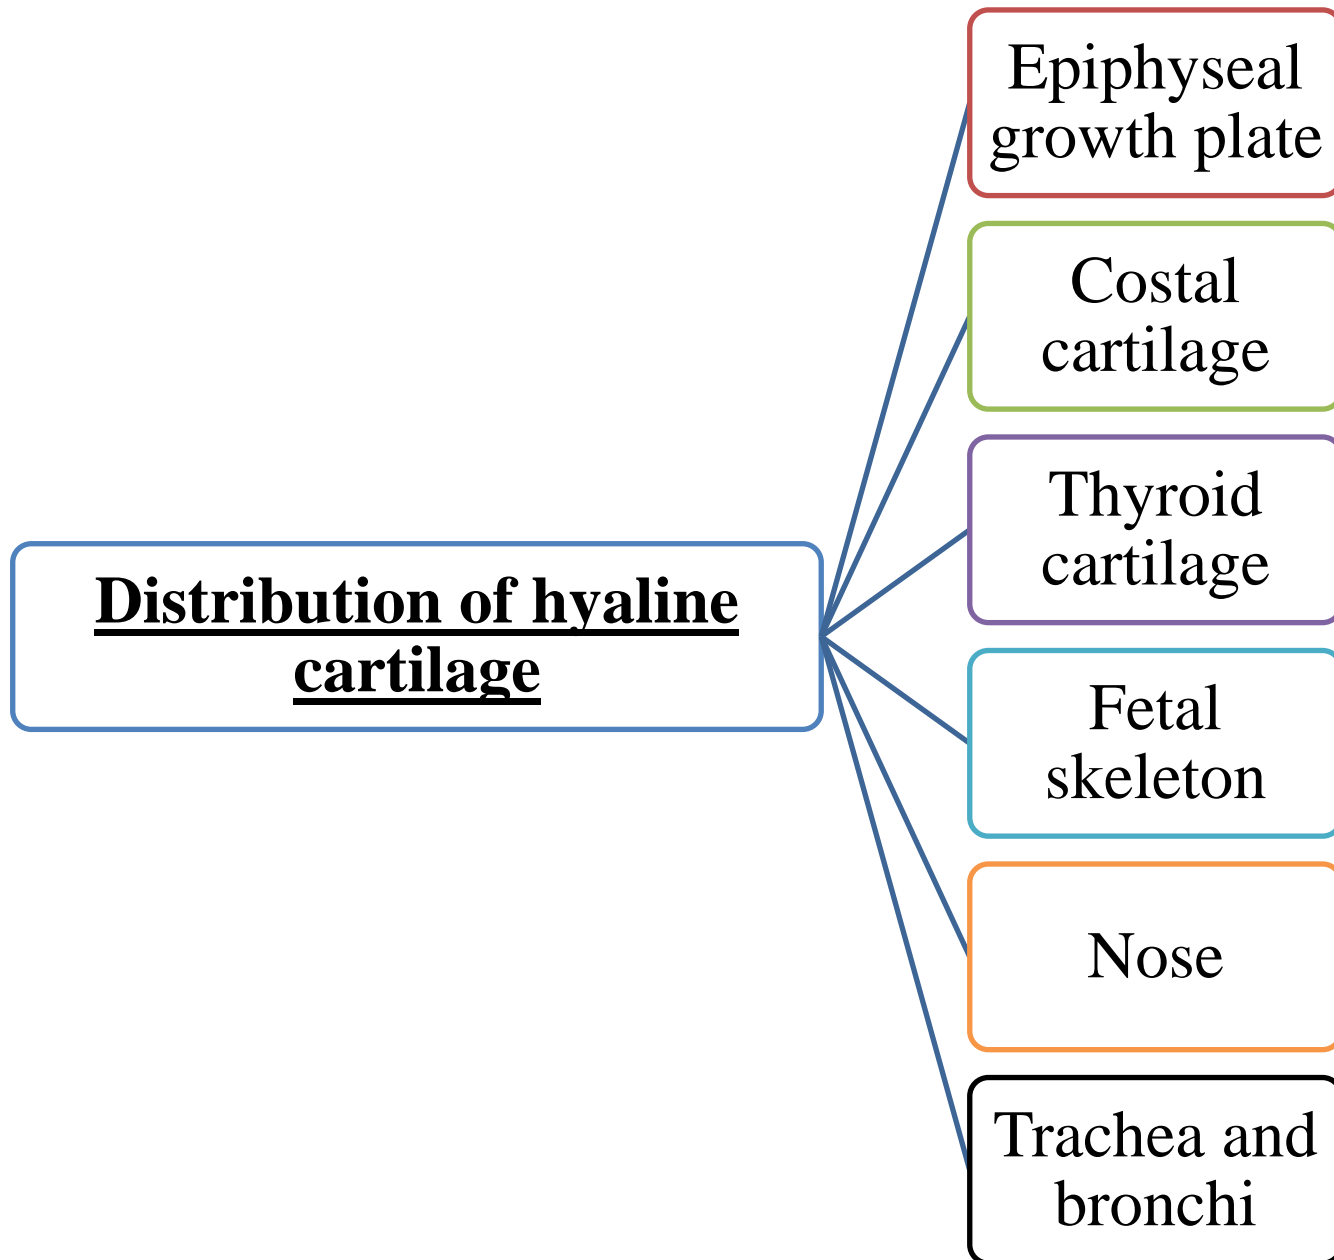 Epiphyseal
growth plate
Costal
cartilage
Thyroid
cartilage
Distribution of hyaline
cartilage
Fetal
skeleton
Nose
Trachea and
bronchi